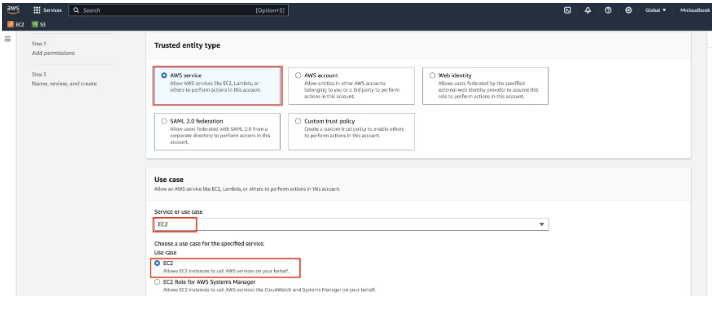 aws Services Search [Option+S] Global Mrcloudbook
EC2 S3
Step 2
Add permissions
Step 3
Name, review, and create
Trusted entity type
AWS service
Allow AWS services like EC2, Lambda, or
others to perform actions in this account.
AWS account
Allow entities in other AWS accounts
belonging to you or a 3rd party to perform
actions in this account.
Web identity
Allows users federated by the specified
external web identity provider to assume this
role to perform actions in this account.
SAML 2.0 federation
Allow users federated with SAML 2.0 from a
corporate directory to perform actions in this
account.
Custom trust policy
Create a custom trust policy to enable others
to perform actions in this account.
Use case
Allow an AWS service like EC2, Lambda, or others to perform actions in this account.
Service or use case
EC2
Choose a use case for the specified service.
Use case
EC2
Allows EC2 instances to call AWS services on your behalf.
EC2 Role for AWS Systems Manager
Allows EC2 instances to call AWS services like CloudWatch and Systems Manager on your behalf.